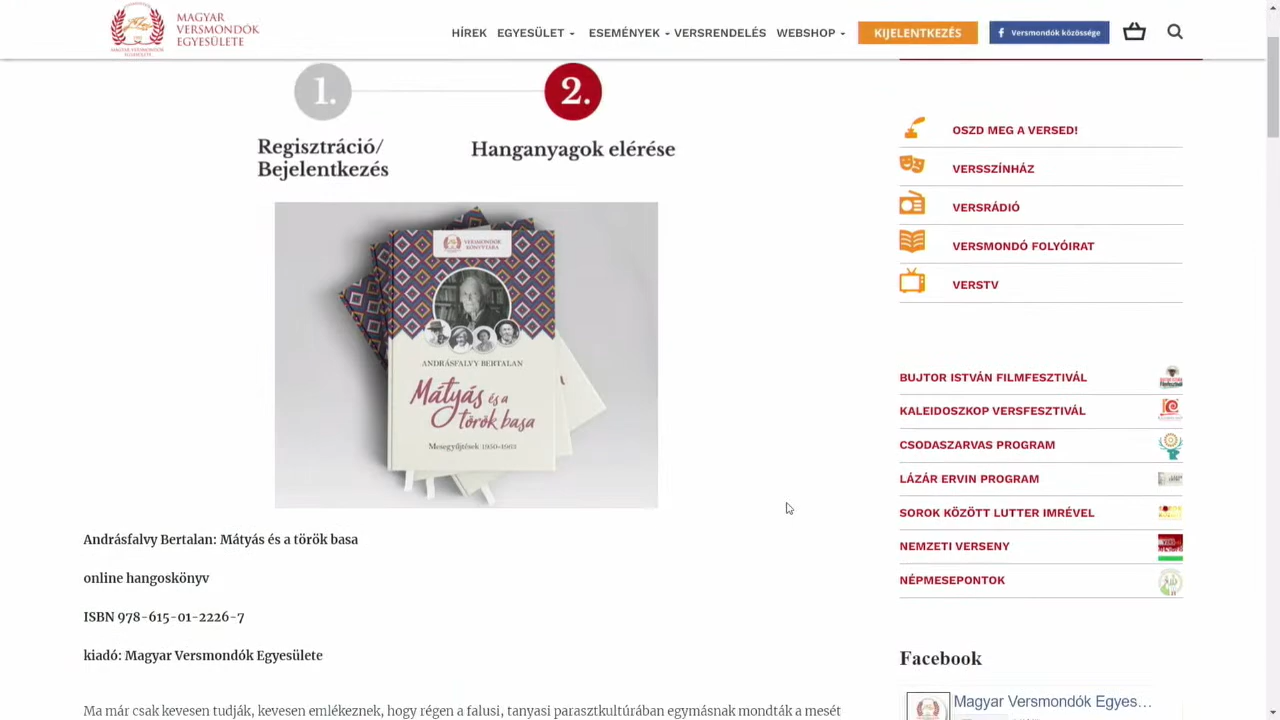 MAGYAR
VERSMONDÓK
EGYESÜLETE
HÍREK EGYESÜLET ESEMÉNYEK VERSRENDELÉS WEBSHOP KIJELENTKEZÉS Versmondók közössége
1. 2.
Regisztráció/
Bejelentkezés
Hanganyagok elérése
VERSMONDÓK
KÖNYVTÁRA
ANDRÁSFALVY BERTALAN
Mátyás és a
török basa
Mesegyűjtések 1950-1962
Andrásfalvy Bertalan: Mátyás és a török basa
online hangoskönyv
ISBN 978-615-01-2226-7
kiadó: Magyar Versmondók Egyesülete
Ma már csak kevesen tudják, kevesen emlékeznek, hogy régen a falusi, tanyasi parasztkultúrában egymásnak mondták a mesét
OSZD MEG A VERSED!
VERSSZÍNHÁZ
VERSRÁDIÓ
VERSMONDÓ FOLYÓIRAT
VERSTV
BUJTOR ISTVÁN FILMFESZTIVÁL
KALEIDOSZKOP VERSFESZTIVÁL
CSODASZARVAS PROGRAM
LÁZÁR ERVIN PROGRAM
SOROK KÖZÖTT LUTTER IMRÉVEL
NEMZETI VERSENY
NÉPMESEPONTOK
Facebook
Magyar Versmondók Egyes...